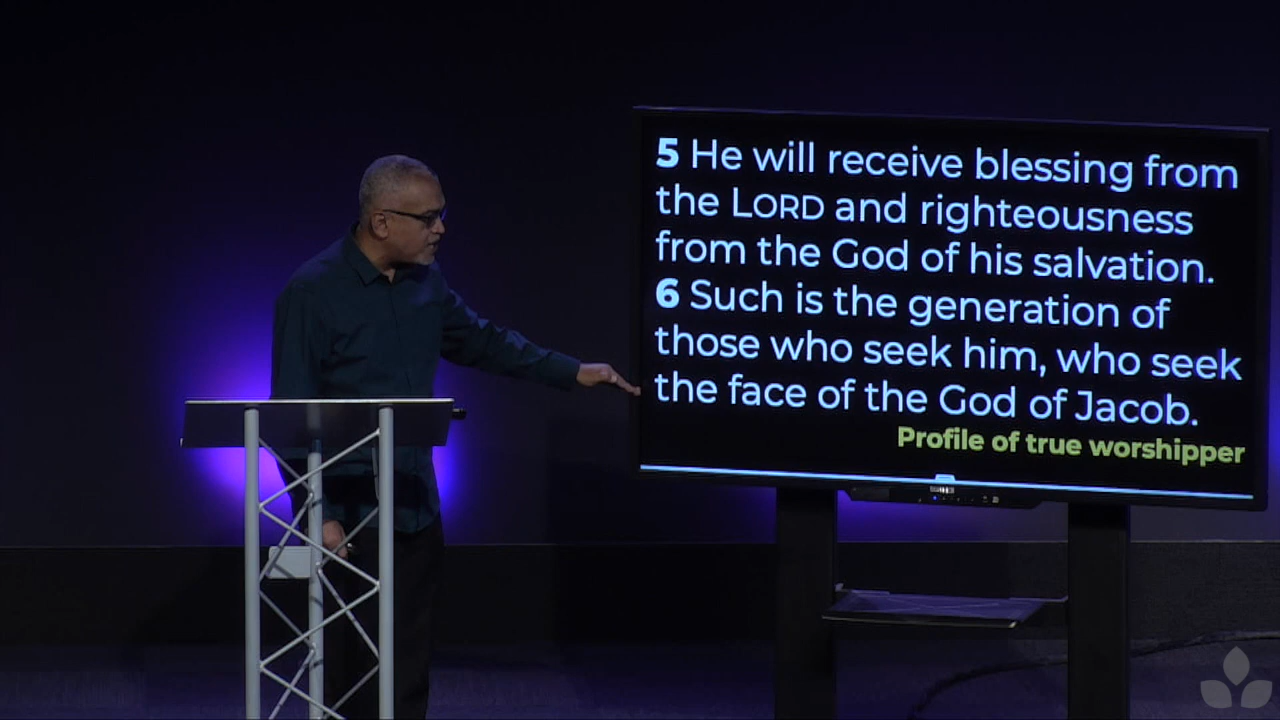 5 He will receive blessing from
the LORD and righteousness
from the God of his salvation.
6 Such is the generation of
those who seek him, who seek
the face of the God of Jacob.
Profile of true worshipper